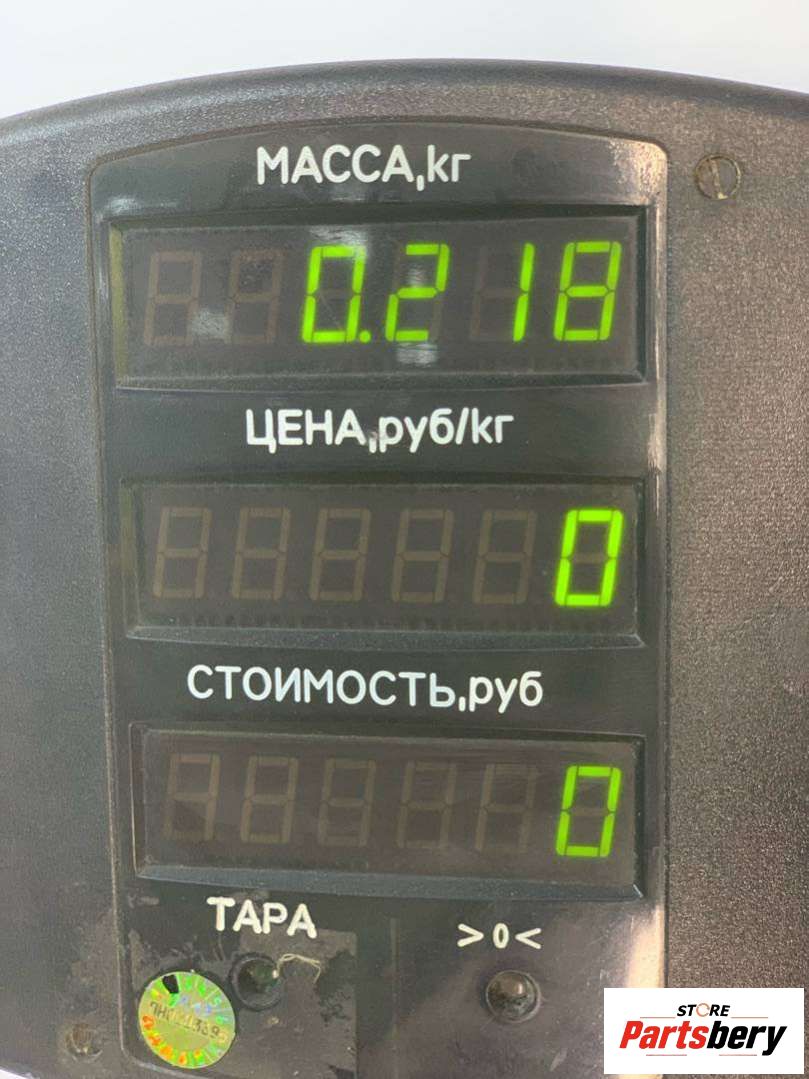 МАССА,кг
0.218
ЦЕНА,руб/кг
0
СТОИМОСТЬ,руб
0
ТАРА
>0<
STORE
Partsbery